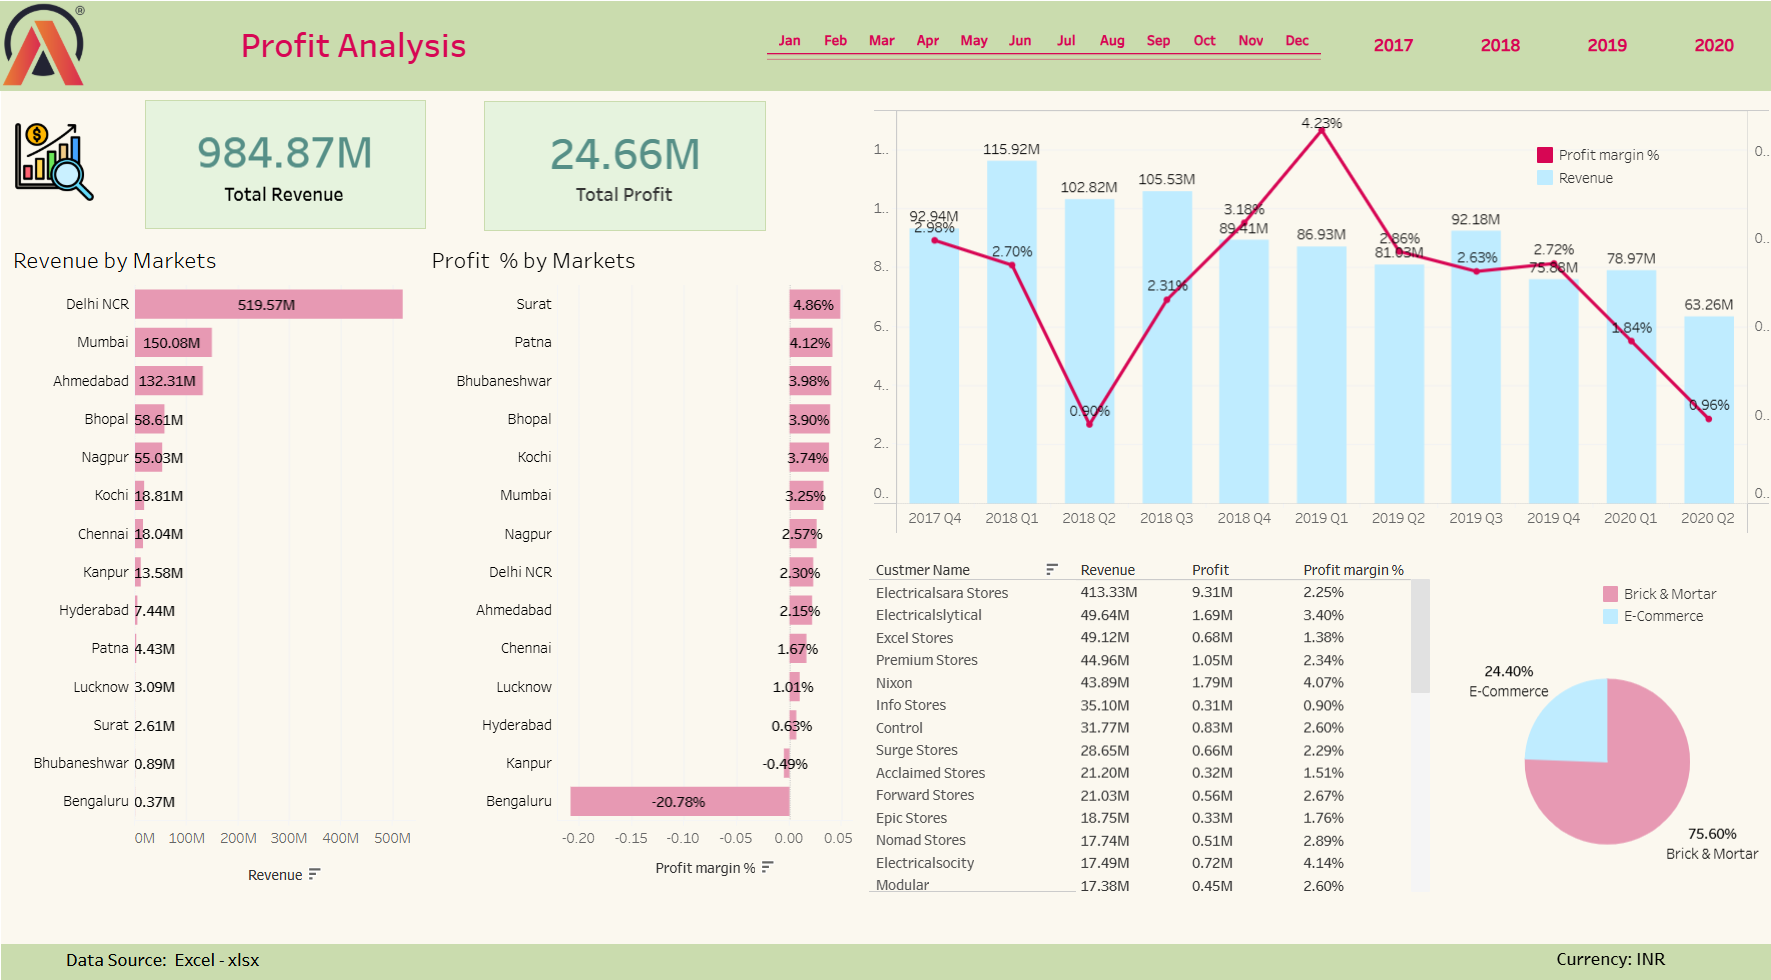 ®
Profit Analysis
Jan Feb Mar Apr May Jun Jul Aug Sep Oct Nov Dec
2017 2018 2019 2020
984.87M
Total Revenue
24.66M
Total Profit
Revenue by Markets
Delhi NCR 519.57M
Mumbai 150.08M
Ahmedabad 132.31M
Bhopal 58.61M
Nagpur 55.03M
Kochi 18.81M
Chennai 18.04M
Kanpur 13.58M
Hyderabad 7.44M
Patna 4.43M
Lucknow 3.09M
Surat 2.61M
Bhubaneshwar 0.89M
Bengaluru 0.37M
0M 100M 200M 300M 400M 500M
Revenue
Profit % by Markets
Surat 4.86%
Patna 4.12%
Bhubaneshwar 3.98%
Bhopal 3.90%
Kochi 3.74%
Mumbai 3.25%
Nagpur 2.57%
Delhi NCR 2.30%
Ahmedabad 2.15%
Chennai 1.67%
Lucknow 1.01%
Hyderabad 0.63%
Kanpur -0.49%
Bengaluru -20.78%
-0.20 -0.15 -0.10 -0.05 0.00 0.05
Profit margin %
1..
1..
8..
6..
4..
2..
0..
92.94M 115.92M 102.82M 105.53M 89.41M 86.93M 92.18M 78.97M 63.26M
2.98% 2.70% 0.90% 2.31% 3.18% 4.23% 2.86% 2.63% 2.72% 1.84% 0.96%
Profit margin %
Revenue
0..
0..
0..
0..
0..
2017 Q4 2018 Q1 2018 Q2 2018 Q3 2018 Q4 2019 Q1 2019 Q2 2019 Q3 2019 Q4 2020 Q1 2020 Q2
Custmer Name Revenue Profit Profit margin %
Electricalsara Stores 413.33M 9.31M 2.25%
Electricalslytical 49.64M 1.69M 3.40%
Excel Stores 49.12M 0.68M 1.38%
Premium Stores 44.96M 1.05M 2.34%
Nixon 43.89M 1.79M 4.07%
Info Stores 35.10M 0.31M 0.90%
Control 31.77M 0.83M 2.60%
Surge Stores 28.65M 0.66M 2.29%
Acclaimed Stores 21.20M 0.32M 1.51%
Forward Stores 21.03M 0.56M 2.67%
Epic Stores 18.75M 0.33M 1.76%
Nomad Stores 17.74M 0.51M 2.89%
Electricalsocity 17.49M 0.72M 4.14%
Modular 17.38M 0.45M 2.60%
Brick & Mortar
E-Commerce
24.40%
E-Commerce
75.60%
Brick & Mortar
Data Source: Excel - xlsx
Currency: INR